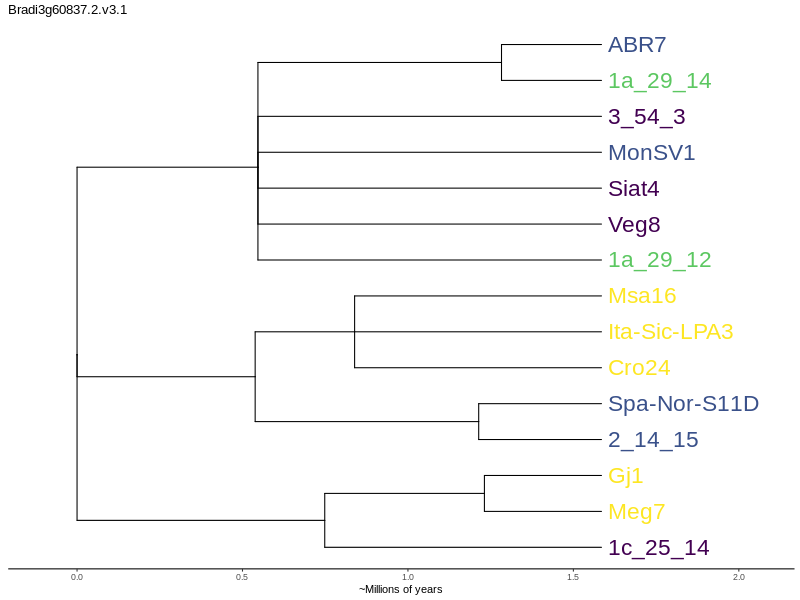 Bradi3g60837.2.v3.1
ABR7
1a_29_14
3_54_3
MonSV1
Siat4
Veg8
1a_29_12
Msa16
Ita-Sic-LPA3
Cro24
Spa-Nor-S11D
2_14_15
Gj1
Meg7
1c_25_14
0.0 0.5 1.0 1.5 2.0
~Millions of years